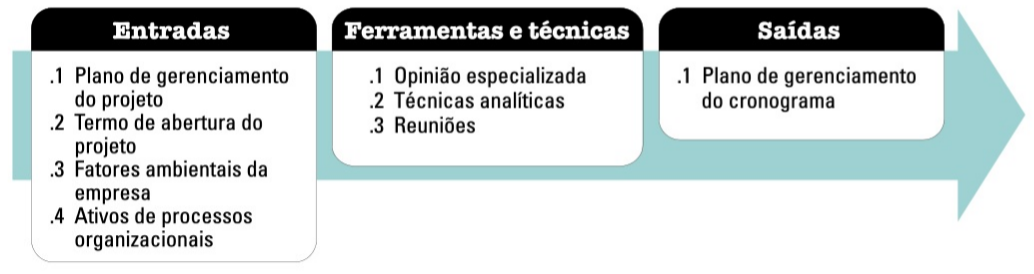 Entradas
.1 Plano de gerenciamento
do projeto
.2 Termo de abertura do
projeto
.3 Fatores ambientais da
empresa
.4 Ativos de processos
organizacionais
Ferramentas e técnicas
.1 Opinião especializada
.2 Técnicas analíticas
.3 Reuniões
Saídas
.1 Plano de gerenciamento
do cronograma